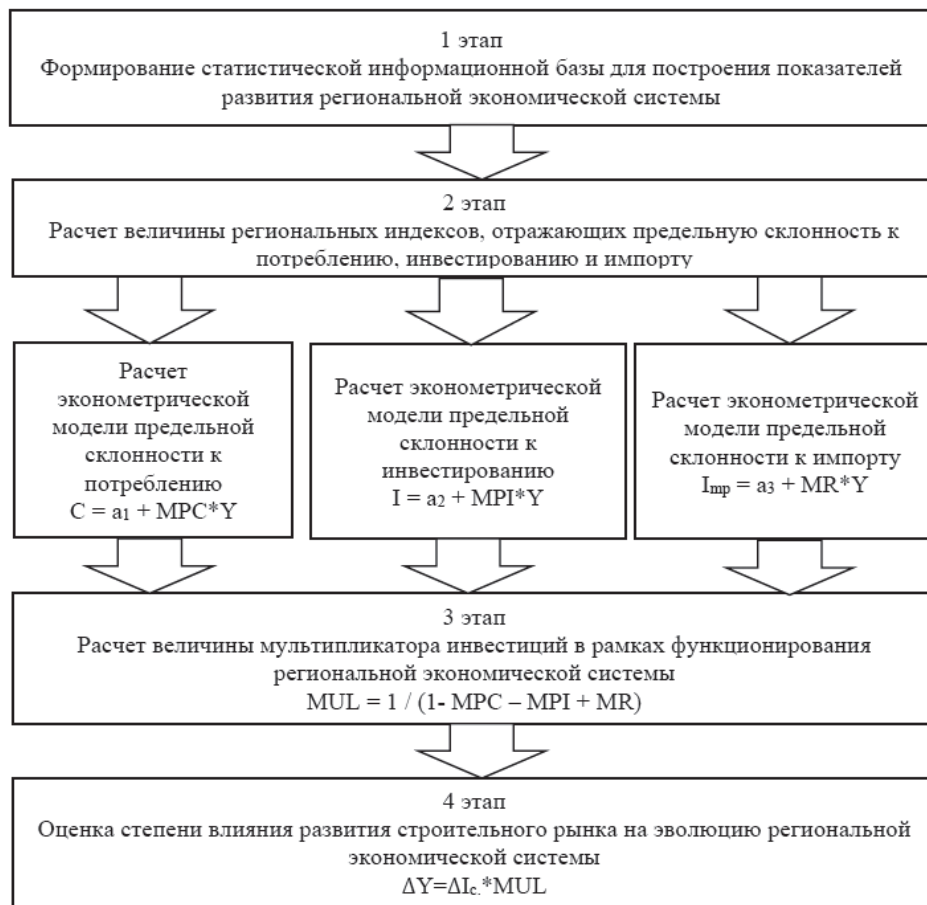 1 этап
Формирование статистической информационной базы для построения показателей
развития региональной экономической системы
2 этап
Расчет величины региональных индексов, отражающих предельную склонность к
потреблению, инвестированию и импорту
Расчет
эконометрической
модели предельной
склонности к
потреблению
C = a₁ + MPC*Y
Расчет эконометрической
модели предельной
склонности к
инвестированию
I = a₂ + MPI*Y
Расчет эконометрической
модели предельной
склонности к импорту
Iₘₚ = a₃ + MR*Y
3 этап
Расчет величины мультипликатора инвестиций в рамках функционирования
региональной экономической системы
MUL = 1 / (1- MPC – MPI + MR)
4 этап
Оценка степени влияния развития строительного рынка на эволюцию региональной
экономической системы
ΔY=ΔIc.*MUL